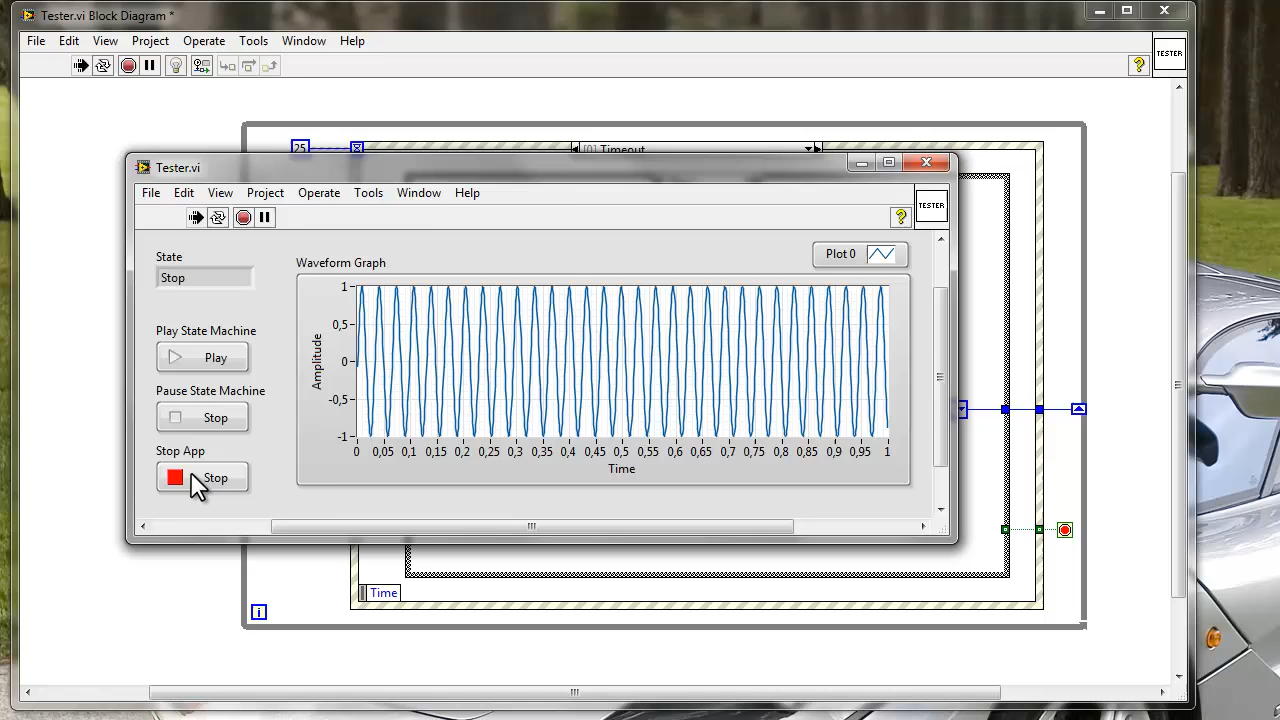 Tester.vi Block Diagram *
File Edit View Project Operate Tools Window Help
? TESTER
25 [0] Timeout
Tester.vi
File Edit View Project Operate Tools Window Help
? TESTER
State
Stop
Play State Machine
Play
Pause State Machine
Stop
Stop App
Stop
Waveform Graph
Plot 0
Amplitude
1
0,5
0
-0,5
-1
0 0,05 0,1 0,15 0,2 0,25 0,3 0,35 0,4 0,45 0,5 0,55 0,6 0,65 0,7 0,75 0,8 0,85 0,9 0,95 1
Time
Time
i